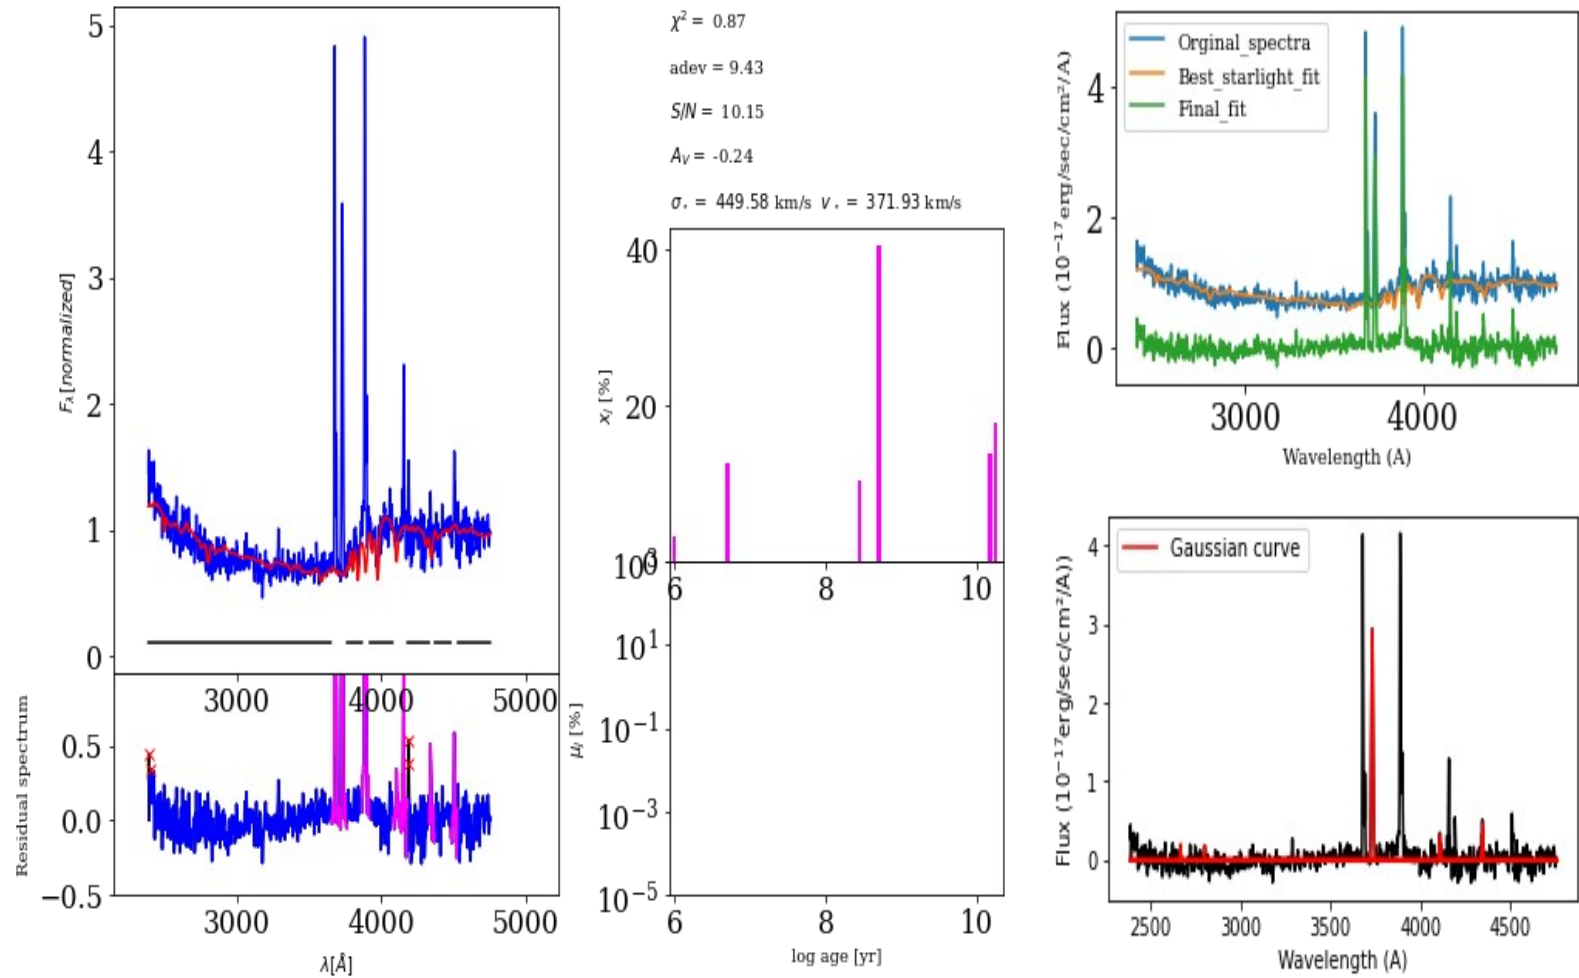 5
4
3
2
1
0
F_λ [normalized]
3000 4000 5000
0.5
0.0
−0.5
Residual spectrum
3000 4000 5000
λ[Å]
χ² = 0.87
adev = 9.43
S/N = 10.15
A_V = -0.24
σ⋆ = 449.58 km/s v⋆ = 371.93 km/s
40
20
0
x_j [%]
6 8 10
10³
10¹
10⁻¹
10⁻³
10⁻⁵
μ_j [%]
6 8 10
log age [yr]
Orginal_spectra
Best_starlight_fit
Final_fit
4
2
0
Flux (10⁻¹⁷erg/sec/cm²/A)
3000 4000
Wavelength (A)
Gaussian curve
4
3
2
1
0
Flux (10⁻¹⁷erg/sec/cm²/A))
2500 3000 3500 4000 4500
Wavelength (A)